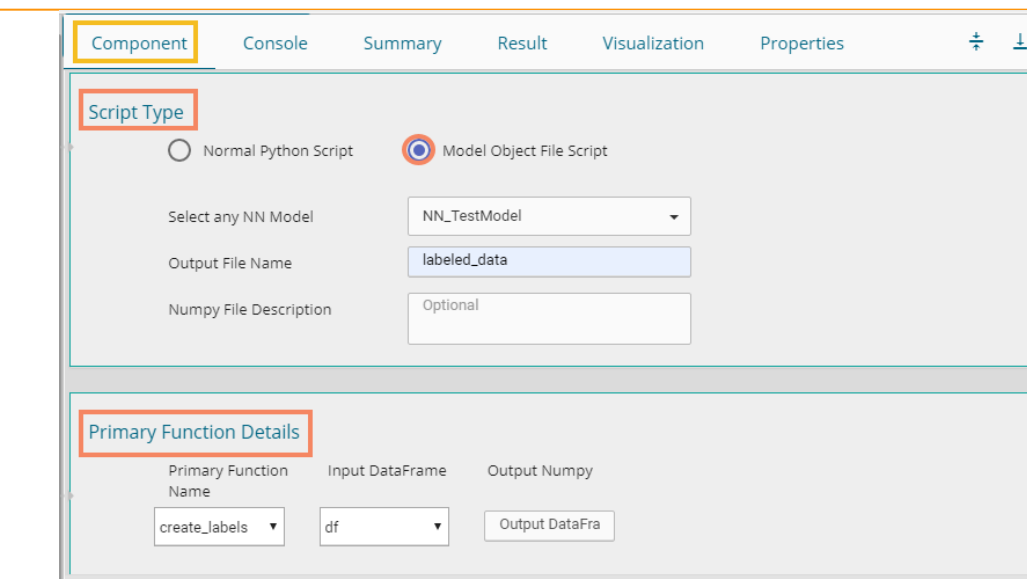 Component Console Summary Result Visualization Properties
Script Type
Normal Python Script Model Object File Script
Select any NN Model NN_TestModel
Output File Name labeled_data
Numpy File Description Optional
Primary Function Details
Primary Function Input DataFrame Output Numpy
Name
create_labels df Output DataFra